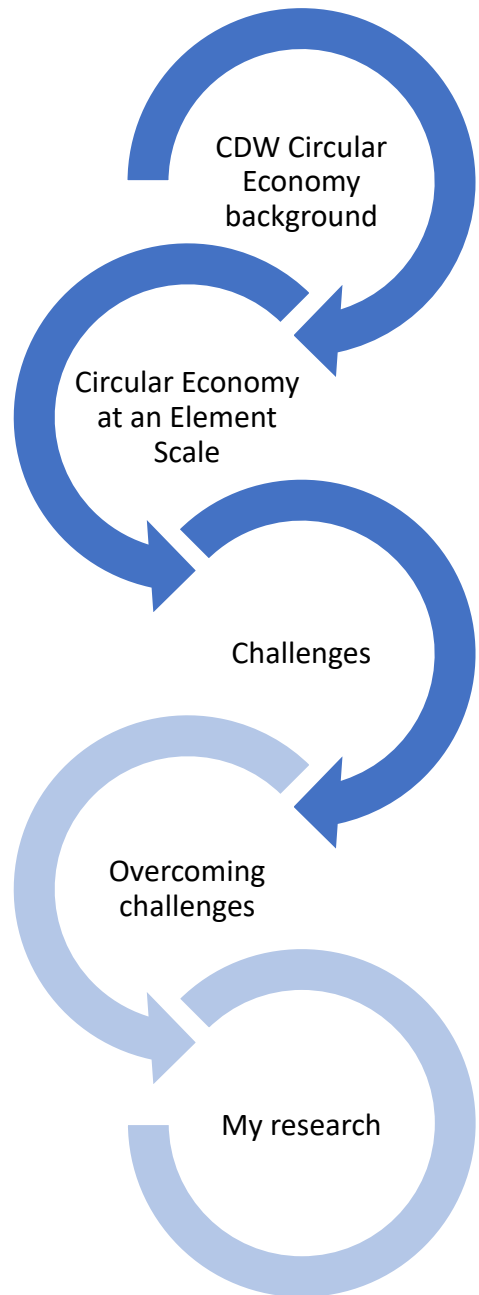 CDW Circular
Economy
background
Circular Economy
at an Element
Scale
Challenges
Overcoming
challenges
My research